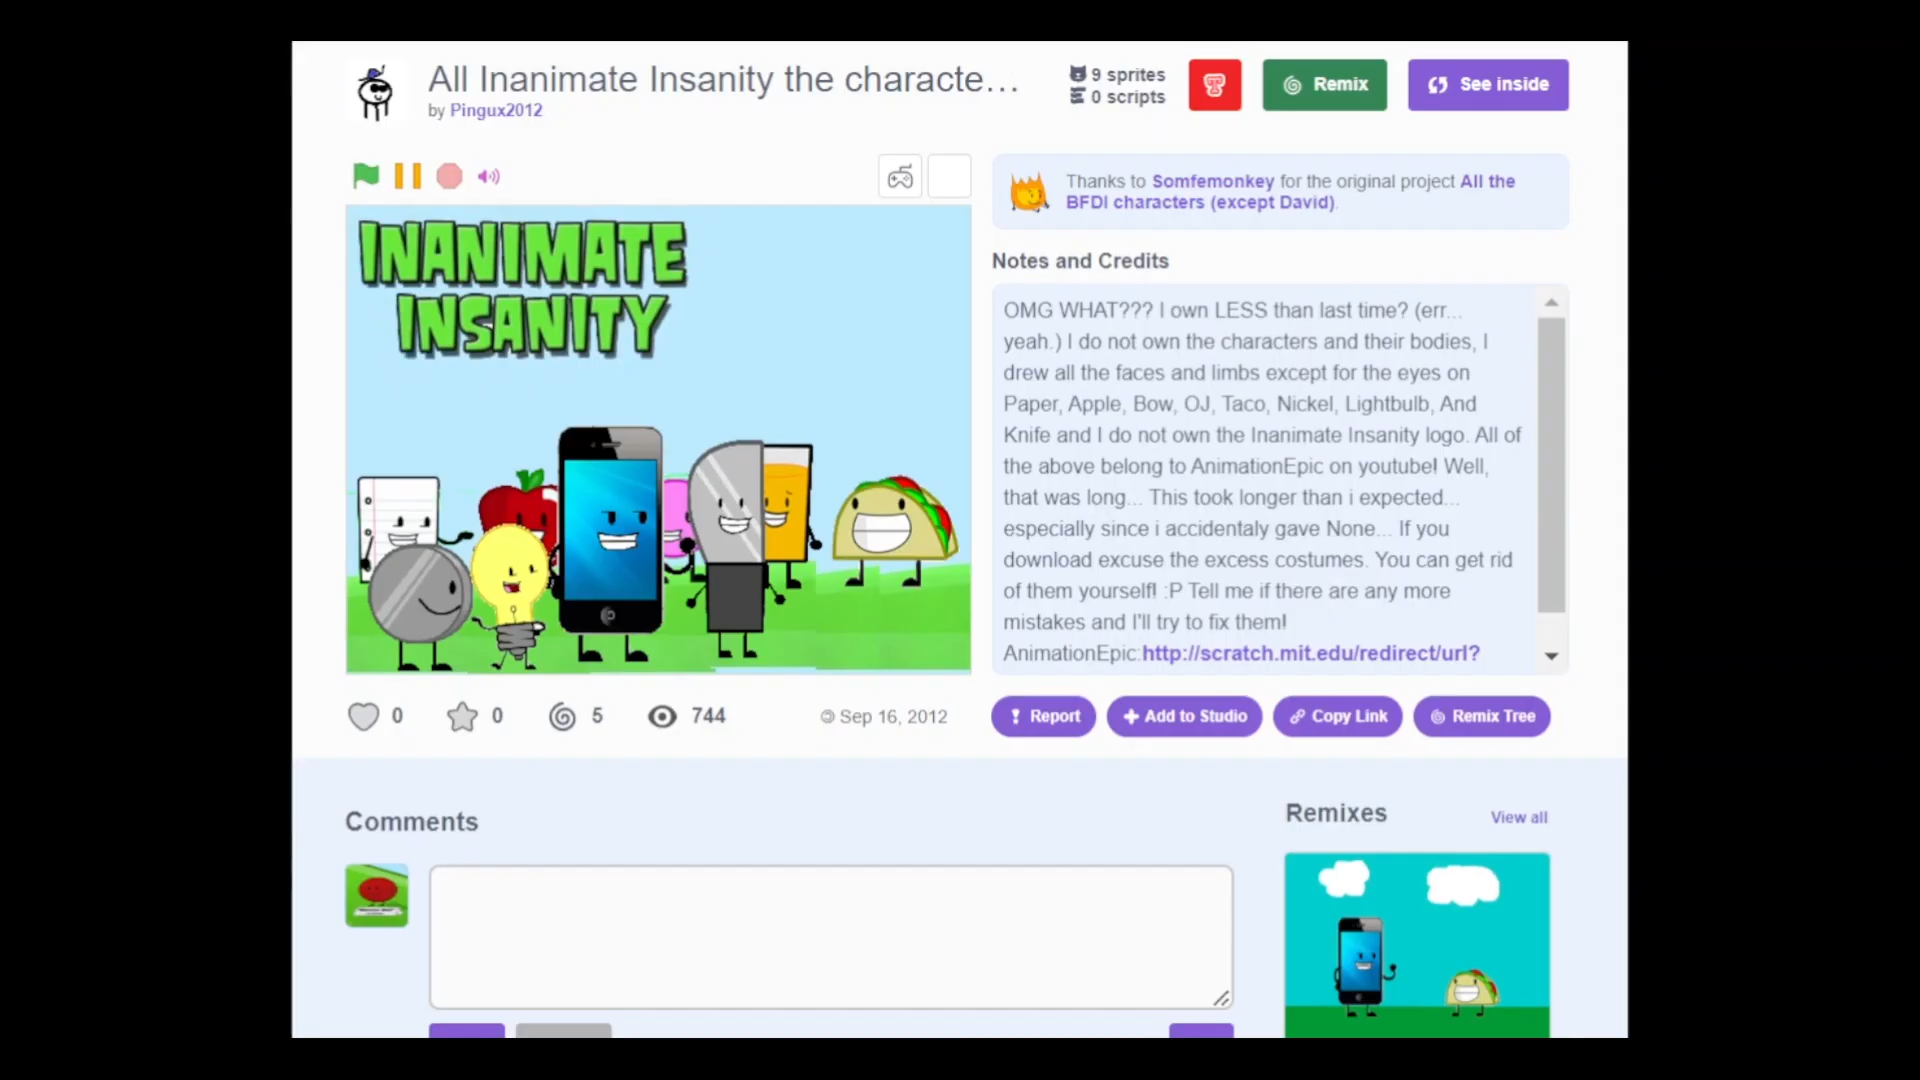 All Inanimate Insanity the characte...
by Pingux2012
9 sprites
0 scripts
Remix
See inside
Thanks to Somfemonkey for the original project All the
BFDI characters (except David).
INANIMATE
INSANITY
Notes and Credits
OMG WHAT??? I own LESS than last time? (err...
yeah.) I do not own the characters and their bodies, I
drew all the faces and limbs except for the eyes on
Paper, Apple, Bow, OJ, Taco, Nickel, Lightbulb, And
Knife and I do not own the Inanimate Insanity logo. All of
the above belong to AnimationEpic on youtube! Well,
that was long... This took longer than i expected...
especially since i accidentaly gave None... If you
download excuse the excess costumes. You can get rid
of them yourself! :P Tell me if there are any more
mistakes and I'll try to fix them!
AnimationEpic:http://scratch.mit.edu/redirect/url?
0
0
5
744
Sep 16, 2012
Report
Add to Studio
Copy Link
Remix Tree
Comments
Remixes
View all